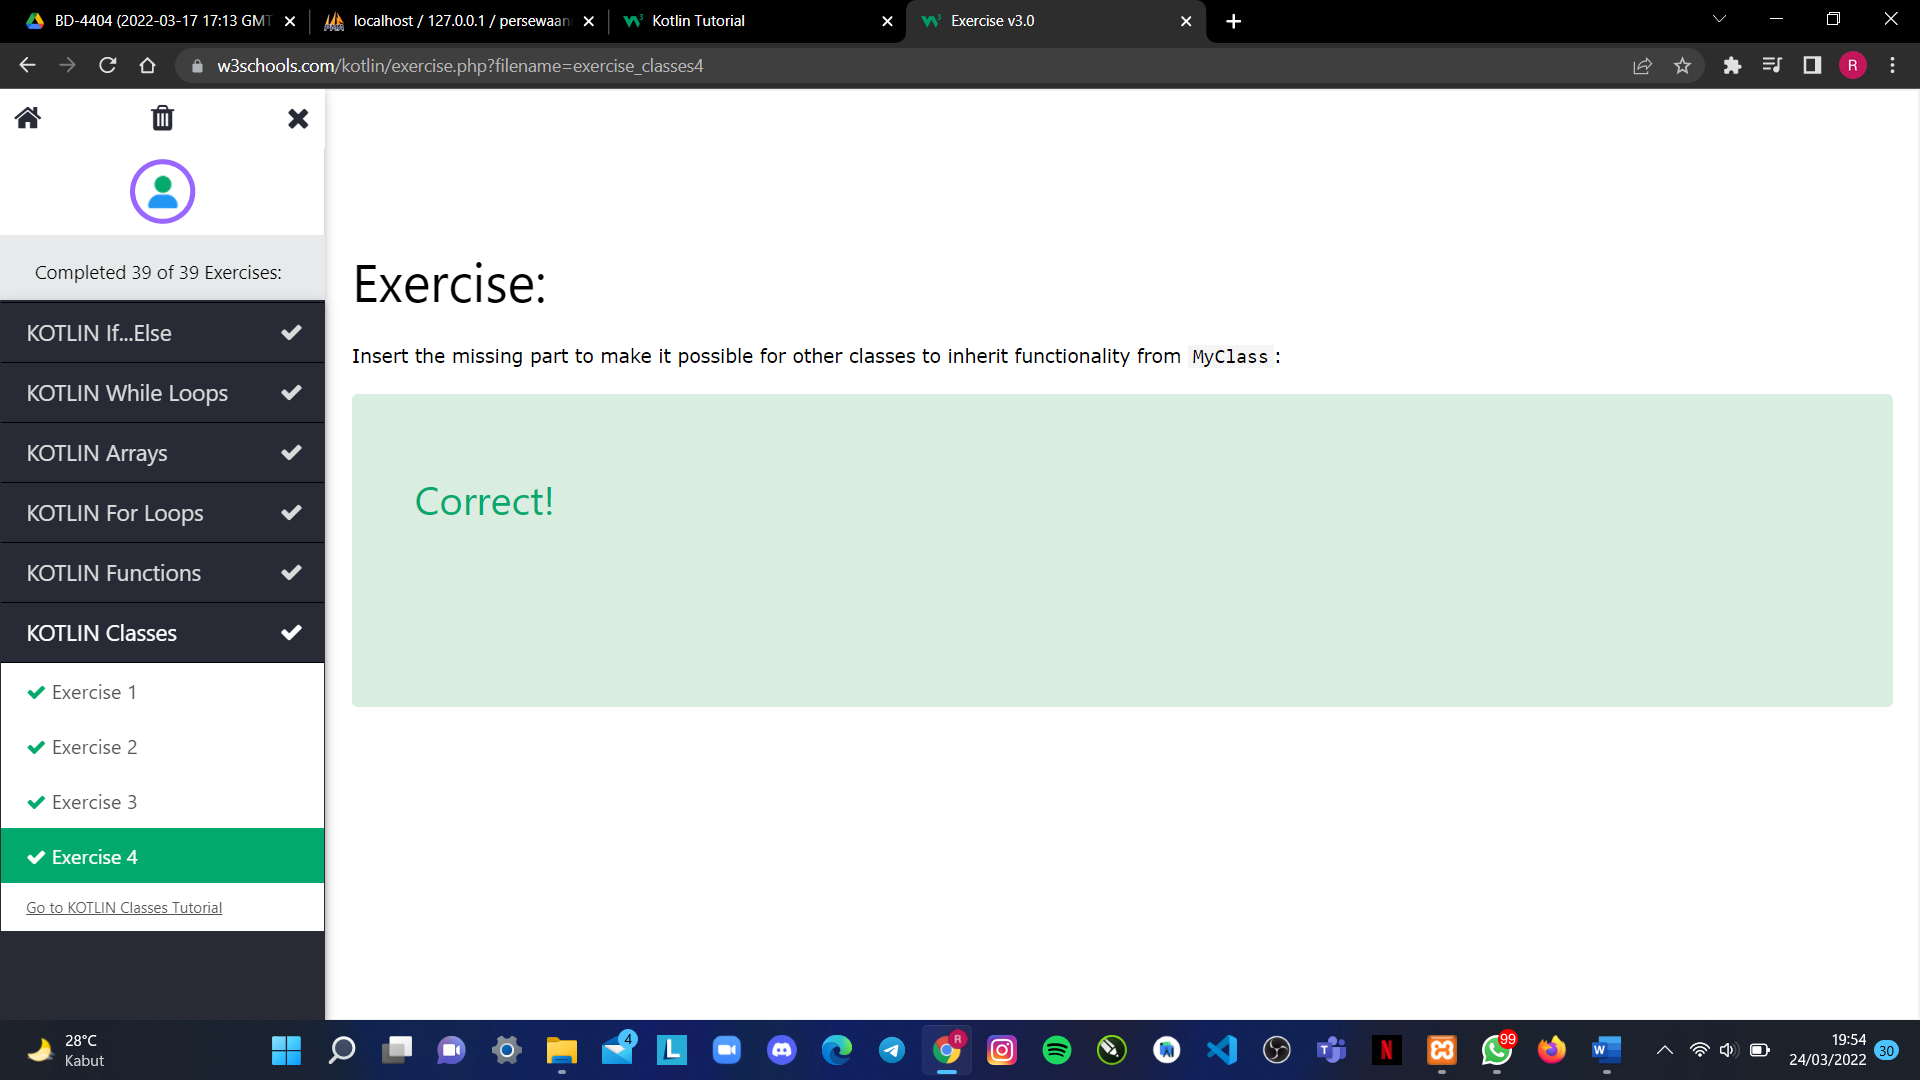 BD-4404 (2022-03-17 17:13 GMT
localhost / 127.0.0.1 / persewaan
Kotlin Tutorial
Exercise v3.0
w3schools.com/kotlin/exercise.php?filename=exercise_classes4
R
Completed 39 of 39 Exercises:
KOTLIN If...Else
KOTLIN While Loops
KOTLIN Arrays
KOTLIN For Loops
KOTLIN Functions
KOTLIN Classes
Exercise 1
Exercise 2
Exercise 3
Exercise 4
Go to KOTLIN Classes Tutorial
Exercise:
Insert the missing part to make it possible for other classes to inherit functionality from MyClass:
Correct!
28°C
Kabut
4
L
R
N
99
W
19:54
24/03/2022
30